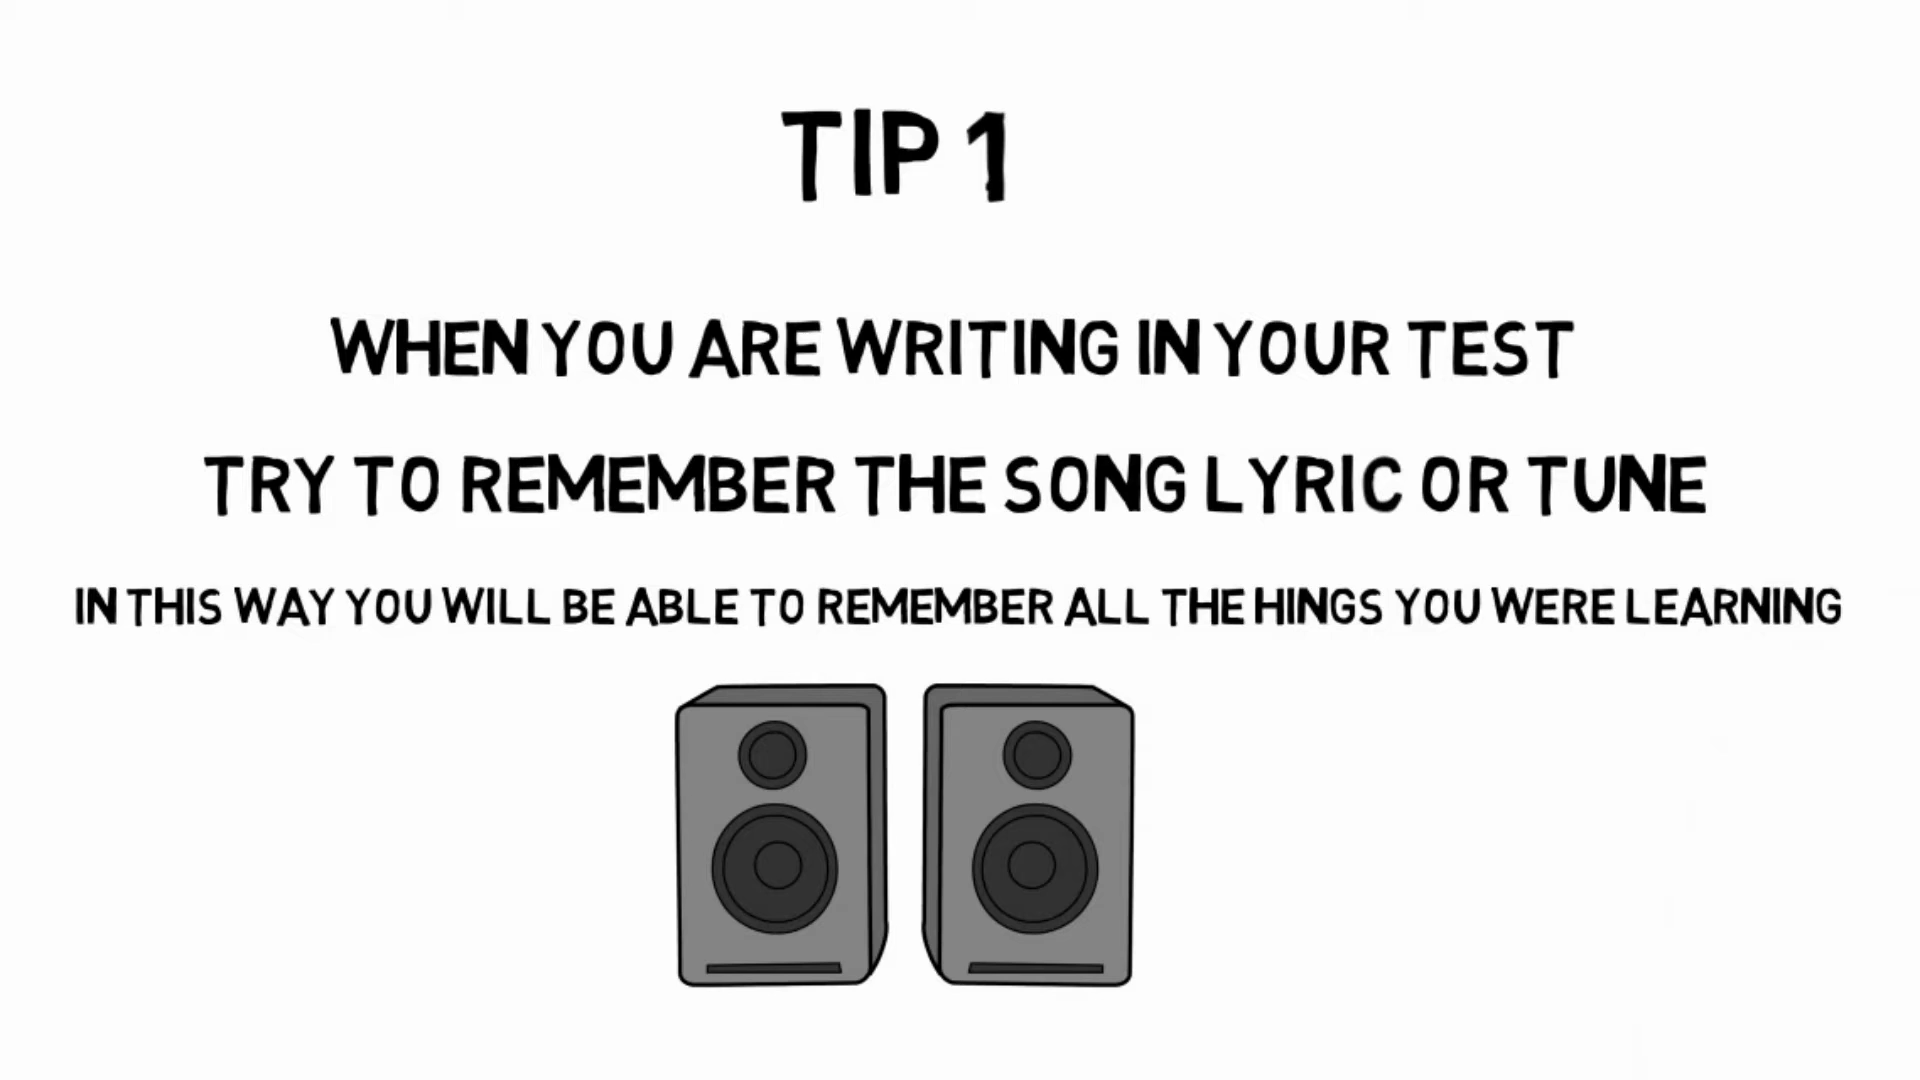 TIP 1
WHEN YOU ARE WRITING IN YOUR TEST
TRY TO REMEMBER THE SONG LYRIC OR TUNE
IN THIS WAY YOU WILL BE ABLE TO REMEMBER ALL THE HINGS YOU WERE LEARNING